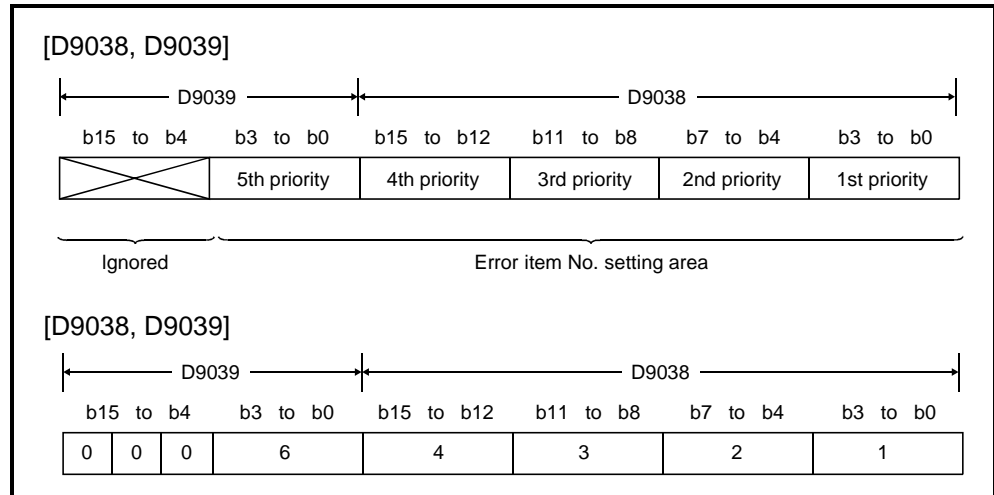 [D9038, D9039]
D9039 D9038
b15 to b4 b3 to b0 b15 to b12 b11 to b8 b7 to b4 b3 to b0
5th priority 4th priority 3rd priority 2nd priority 1st priority
Ignored Error item No. setting area
[D9038, D9039]
D9039 D9038
b15 to b4 b3 to b0 b15 to b12 b11 to b8 b7 to b4 b3 to b0
0 0 0 6 4 3 2 1